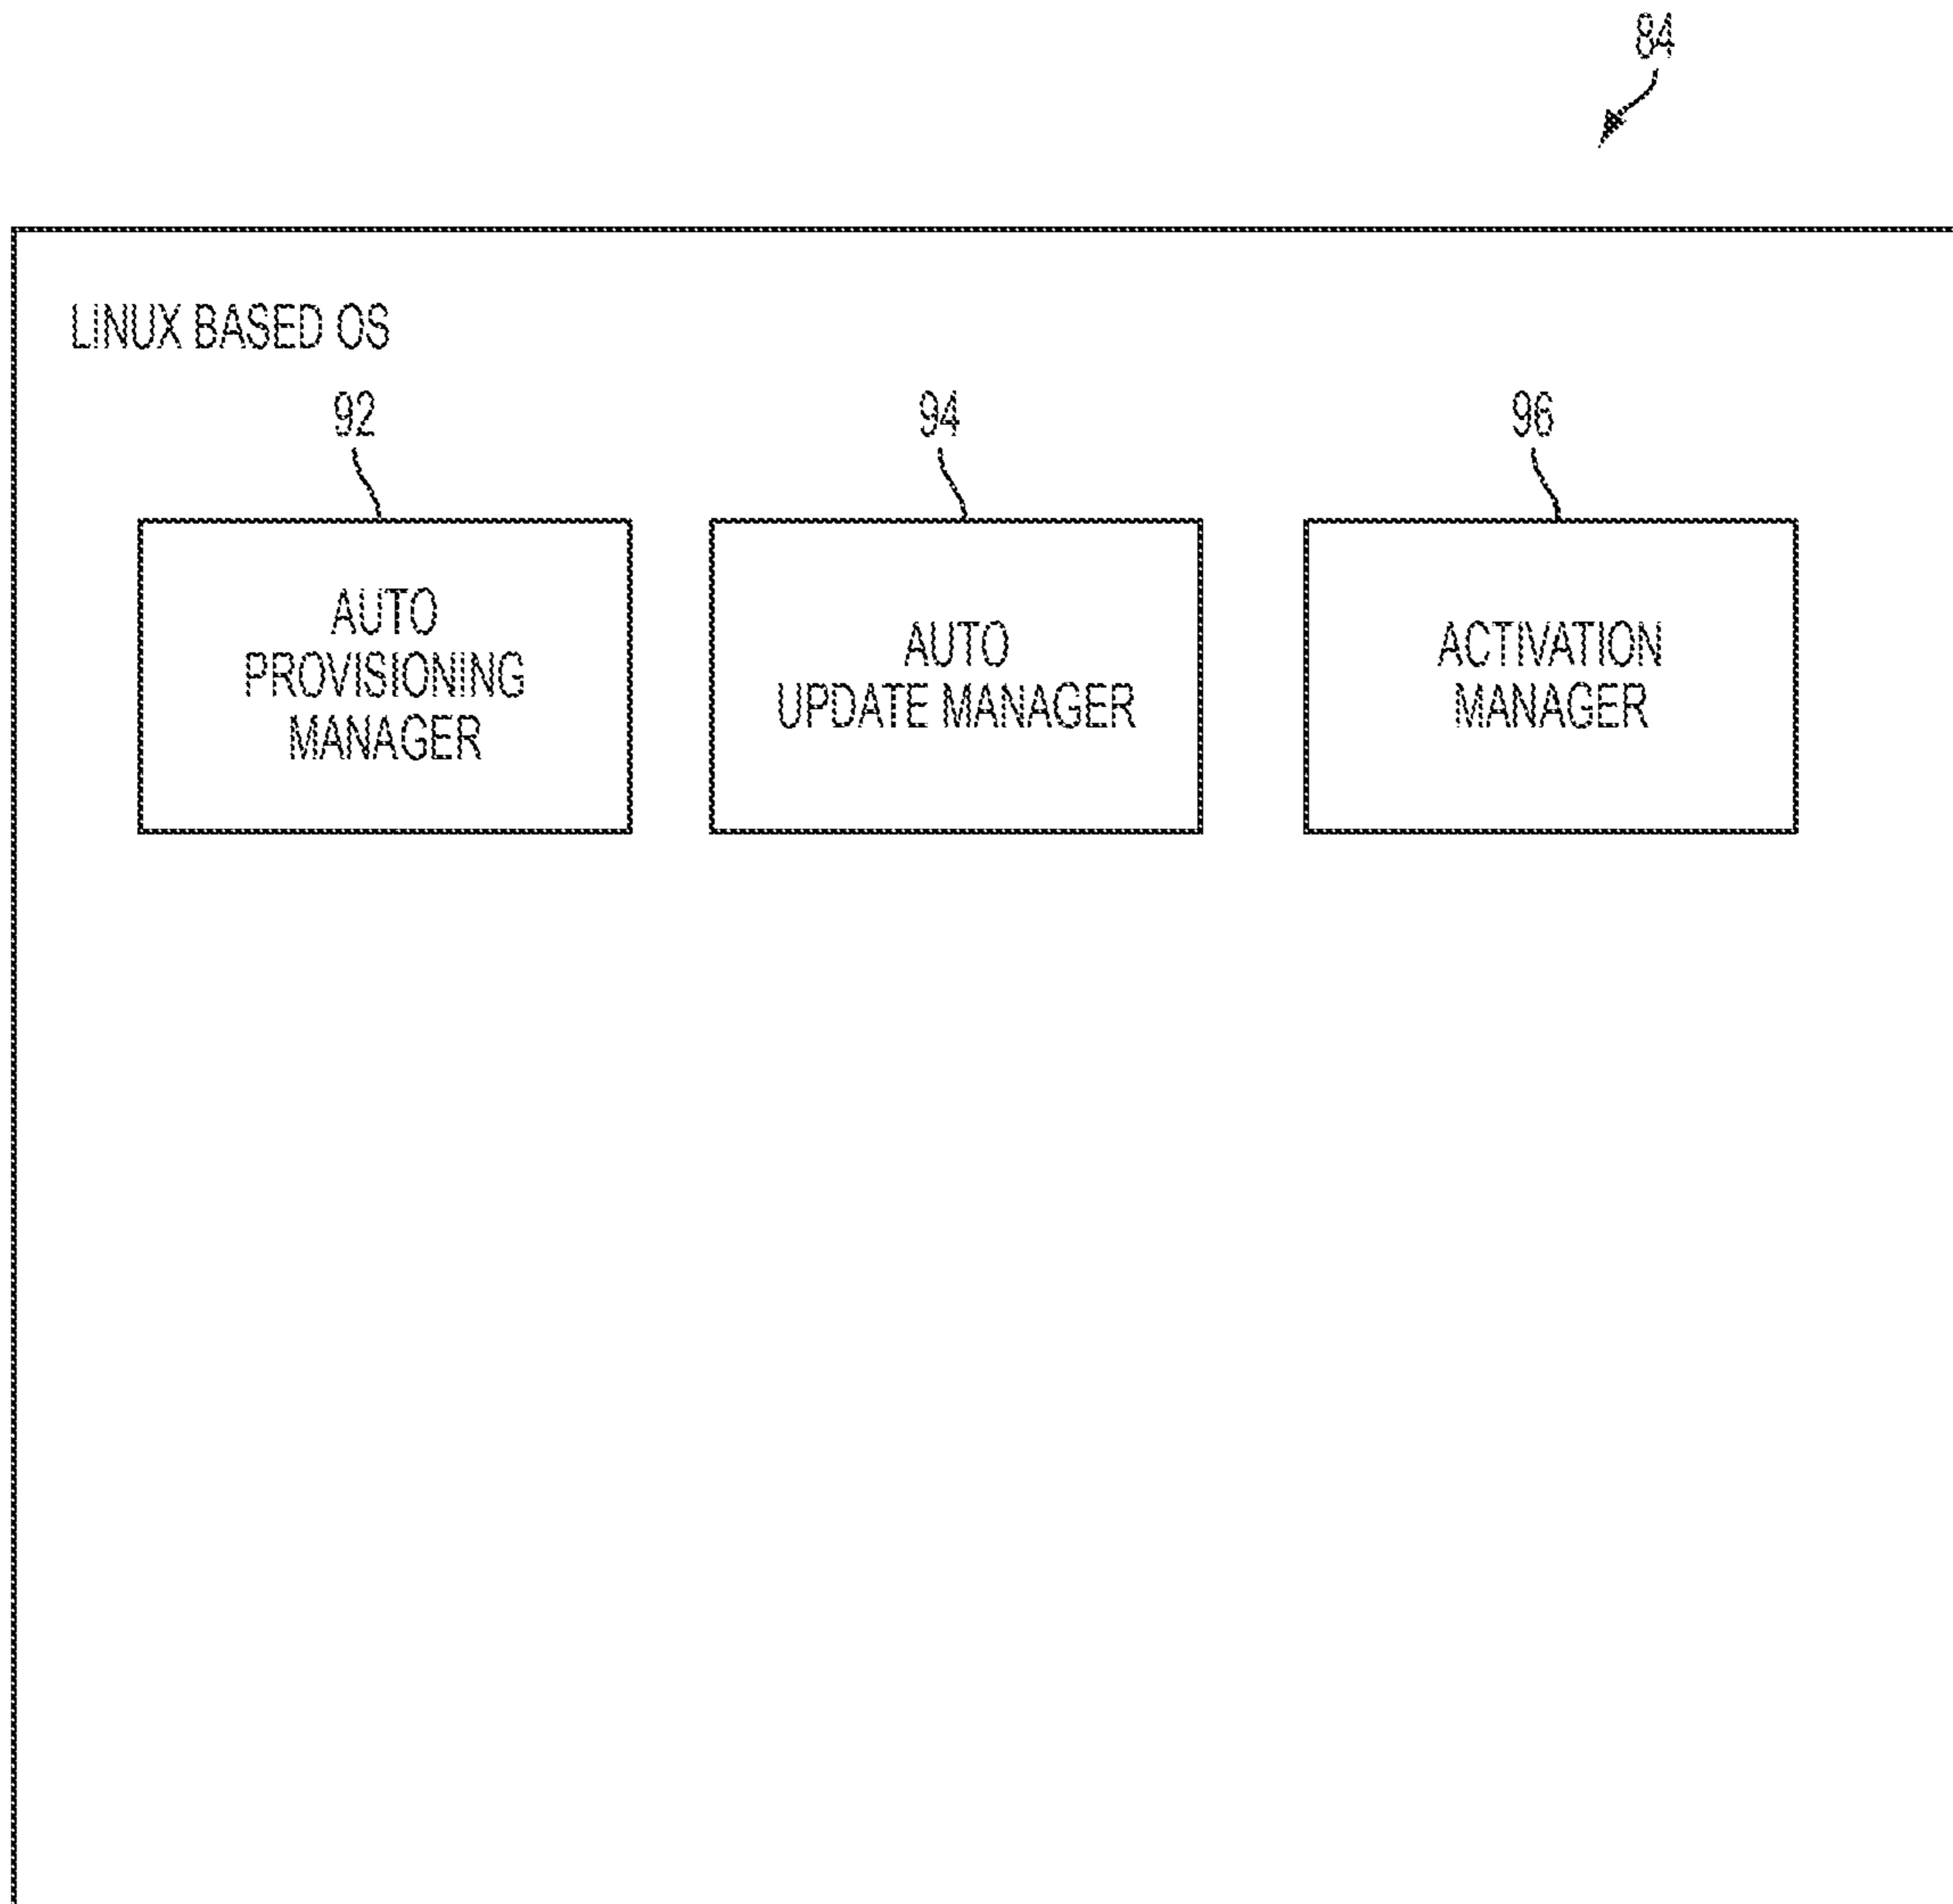 84
LINUX BASED OS
92
94
96
AUTO
PROVISIONING
MANAGER
AUTO
UPDATE MANAGER
ACTIVATION
MANAGER